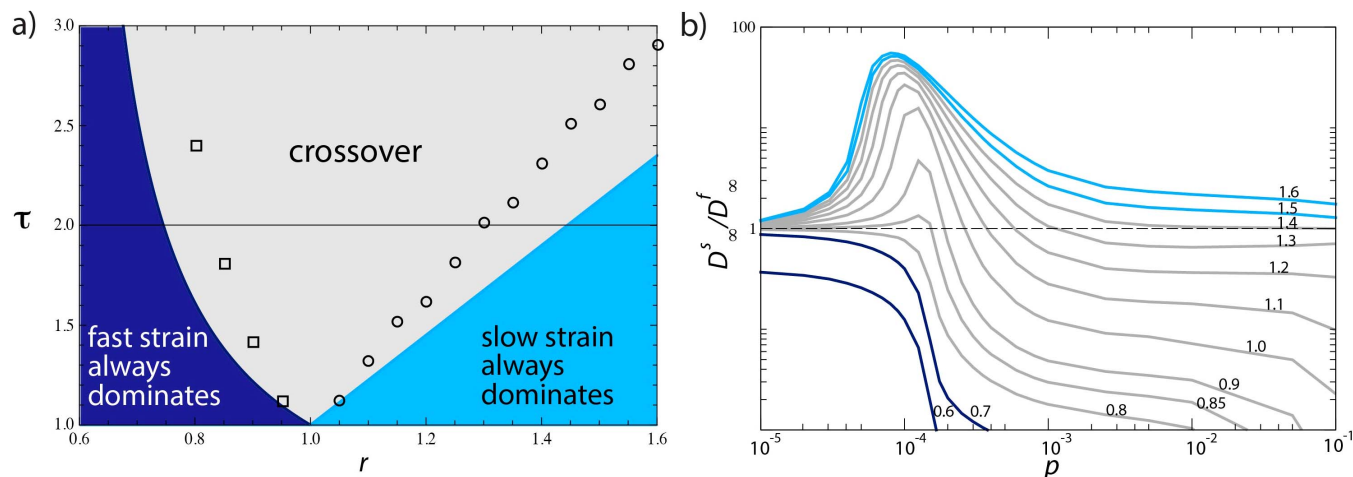 a)
3.0
2.5
τ
2.0
1.5
1.0
crossover
fast strain
always
dominates
slow strain
always
dominates
0.6
0.8
1.0
1.2
1.4
1.6
r
b)
100
1
D^s_∞/D^f_∞
1.6
1.5
1.4
1.3
1.2
1.1
1.0
0.9
0.85
0.8
0.6
0.7
10^-5
10^-4
10^-3
10^-2
10^-1
p